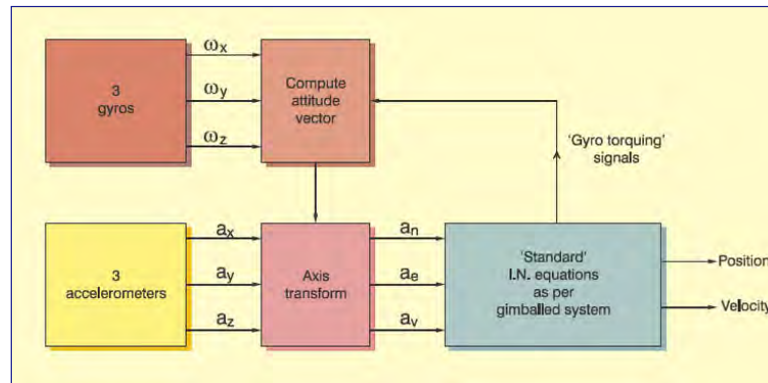 3
gyros
ωx
ωy
ωz
Compute
attitude
vector
'Gyro torquing'
signals
3
accelerometers
ax
ay
az
Axis
transform
an
ae
av
'Standard'
I.N. equations
as per
gimballed system
Position
Velocity